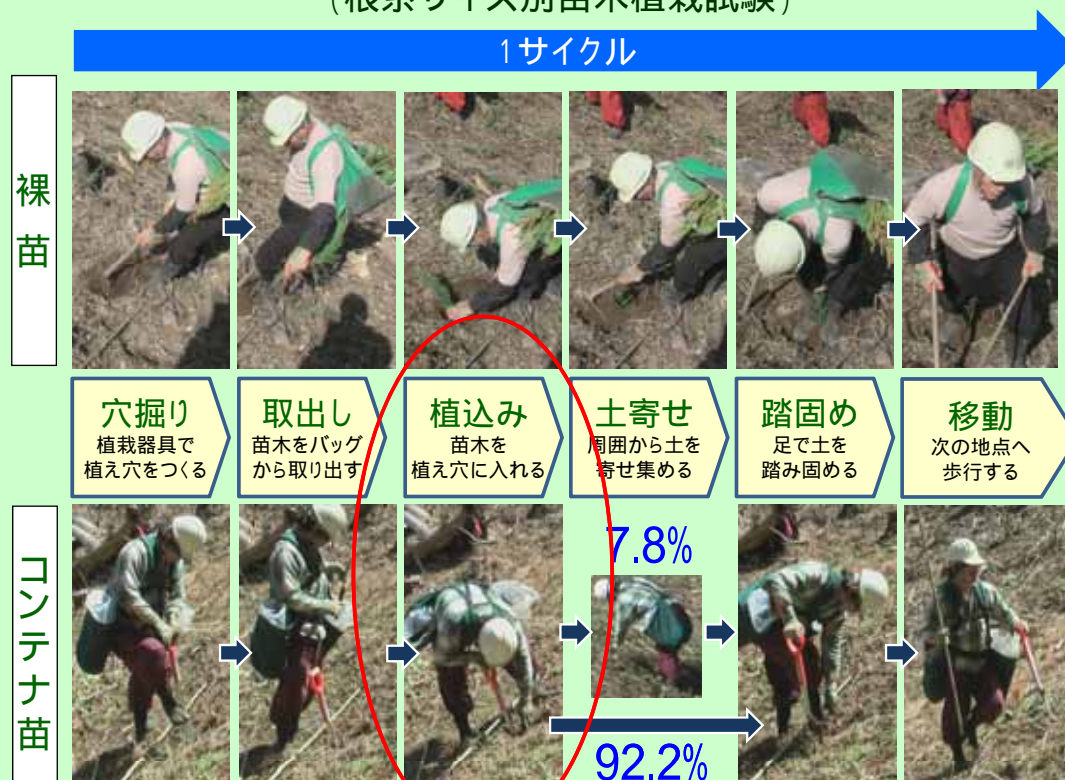 (根系サイズ別苗木植栽試験)
1サイクル
裸苗
穴掘り
植栽器具で
植え穴をつくる
取出し
苗木をバッグ
から取り出す
植込み
苗木を
植え穴に入れる
土寄せ
周囲から土を
寄せ集める
踏固め
足で土を
踏み固める
移動
次の地点へ
歩行する
コンテナ苗
7.8%
92.2%